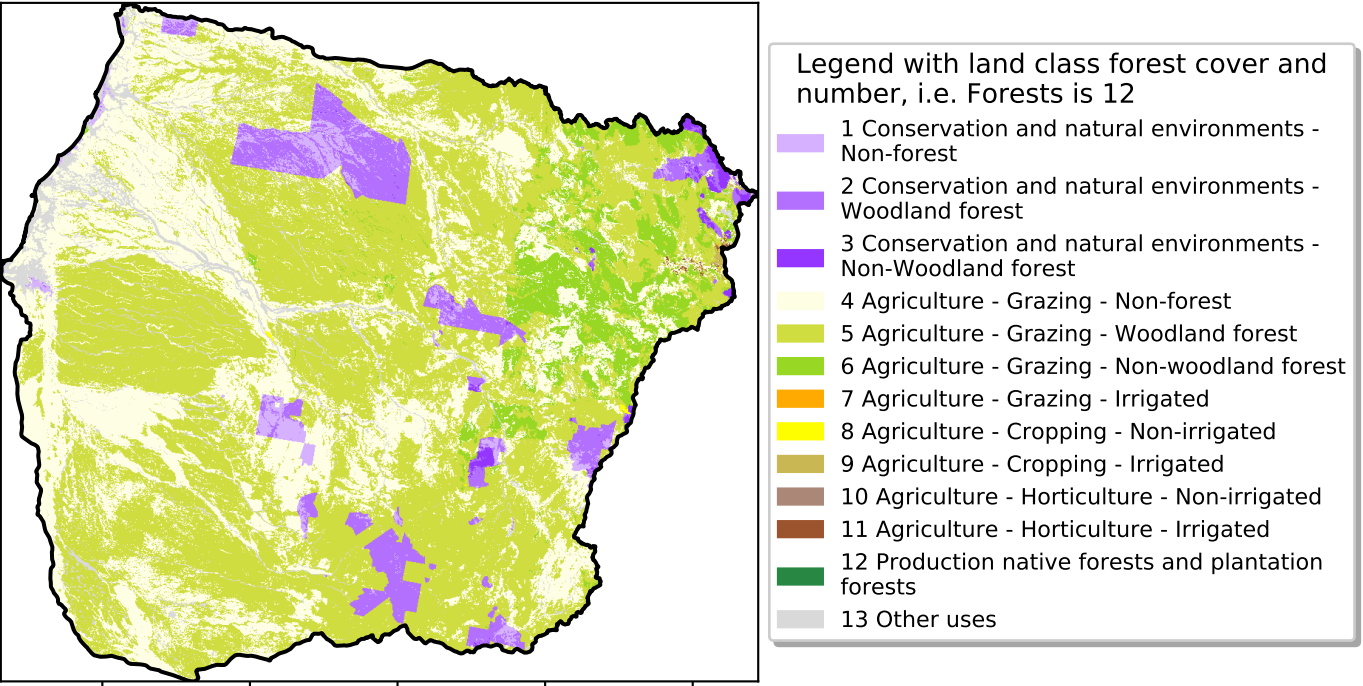 Legend with land class forest cover and
number, i.e. Forests is 12
1 Conservation and natural environments -
Non-forest
2 Conservation and natural environments -
Woodland forest
3 Conservation and natural environments -
Non-Woodland forest
4 Agriculture - Grazing - Non-forest
5 Agriculture - Grazing - Woodland forest
6 Agriculture - Grazing - Non-woodland forest
7 Agriculture - Grazing - Irrigated
8 Agriculture - Cropping - Non-irrigated
9 Agriculture - Cropping - Irrigated
10 Agriculture - Horticulture - Non-irrigated
11 Agriculture - Horticulture - Irrigated
12 Production native forests and plantation
forests
13 Other uses